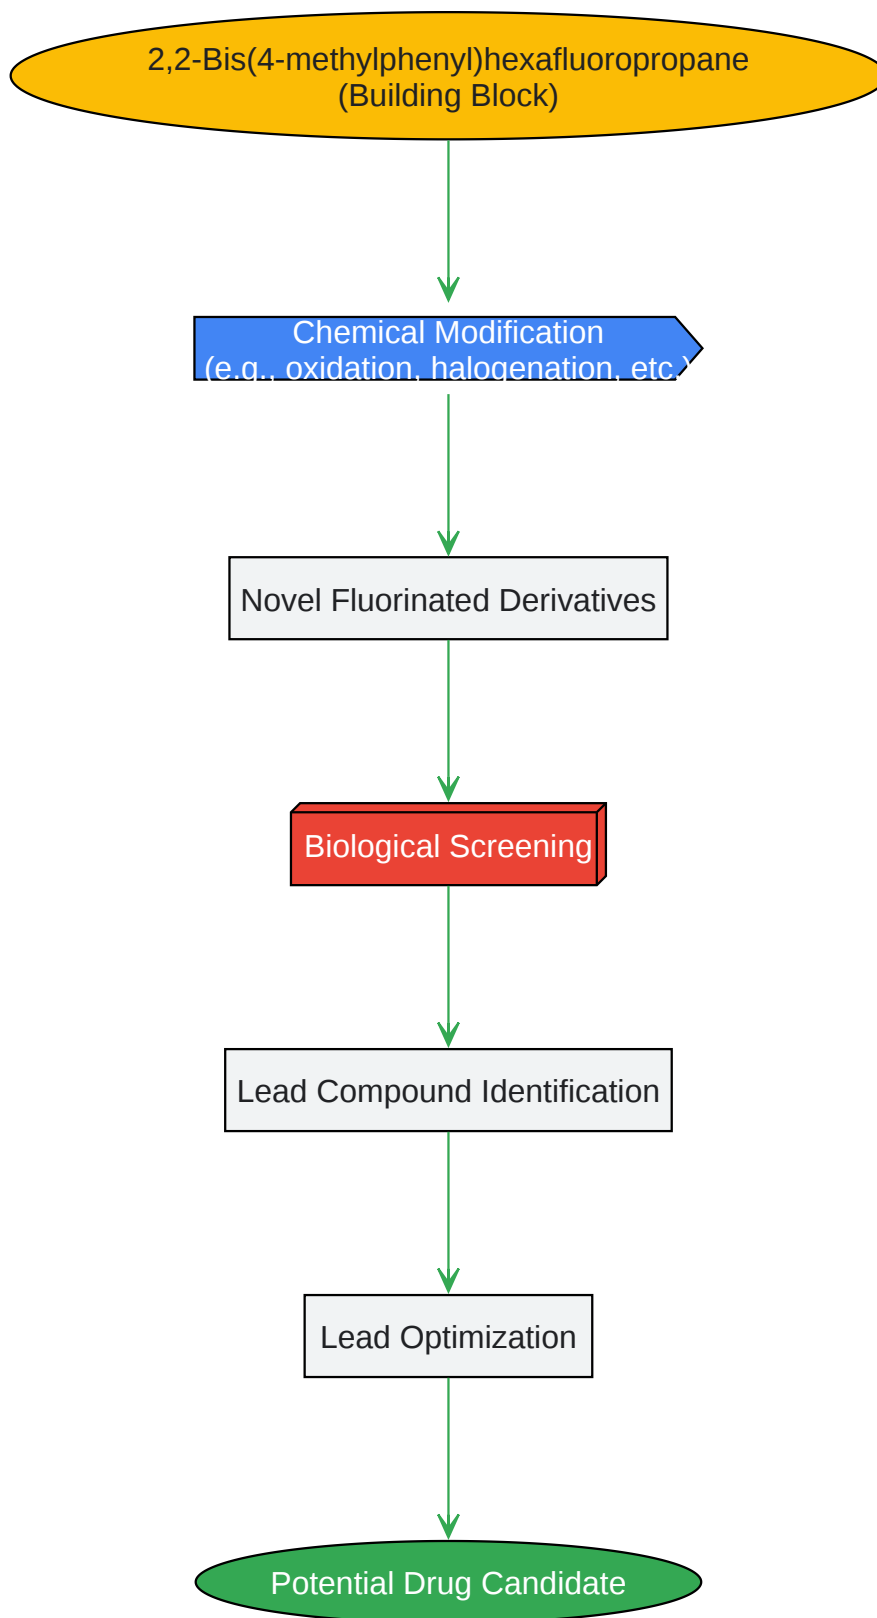 2,2-Bis(4-methylphenyl)hexafluoropropane
(Building Block)
Chemical Modification
(e.g., oxidation, halogenation, etc.)
Novel Fluorinated Derivatives
Biological Screening
Lead Compound Identification
Lead Optimization
Potential Drug Candidate